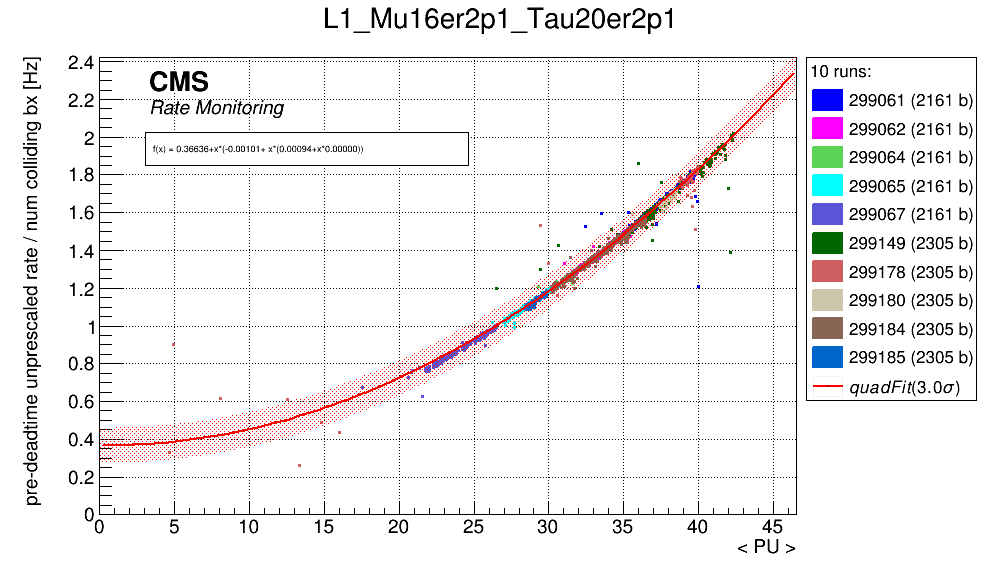 L1_Mu16er2p1_Tau20er2p1
pre-deadtime unprescaled rate / num colliding bx [Hz]
2.4
2.2
2
1.8
1.6
1.4
1.2
1
0.8
0.6
0.4
0.2
0
CMS
Rate Monitoring
f(x) = 0.36636+x*(-0.00101+ x*(0.00094+x*0.00000))
0 5 10 15 20 25 30 35 40 45
< PU >
10 runs:
299061 (2161 b)
299062 (2161 b)
299064 (2161 b)
299065 (2161 b)
299067 (2161 b)
299149 (2305 b)
299178 (2305 b)
299180 (2305 b)
299184 (2305 b)
299185 (2305 b)
quadFit(3.0σ)